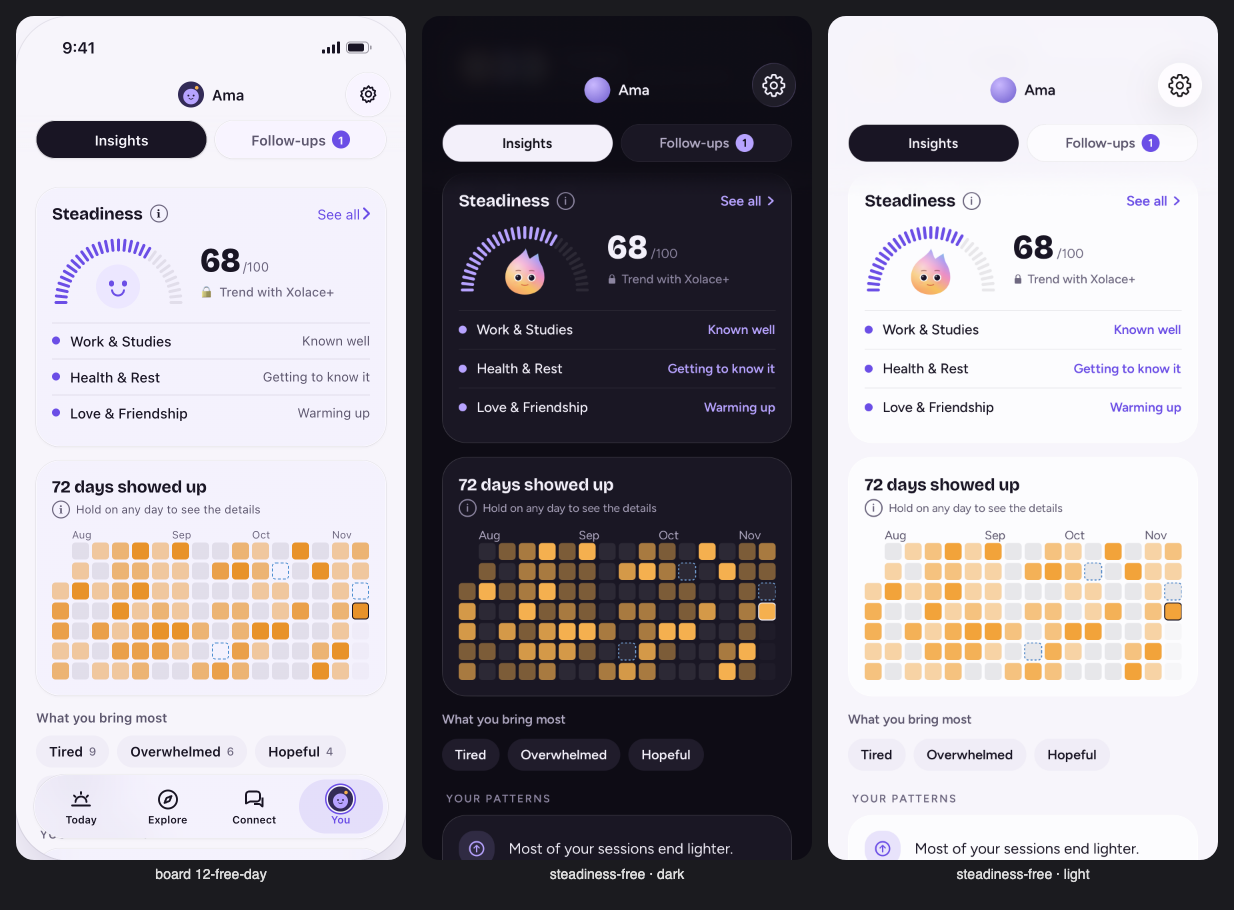 9:41
Ama
Insights
Follow-ups 1
Steadiness i
See all
68/100
Trend with Xolace+
Work & Studies Known well
Health & Rest Getting to know it
Love & Friendship Warming up
72 days showed up
i Hold on any day to see the details
Aug Sep Oct Nov
What you bring most
Tired 9 Overwhelmed 6 Hopeful 4
Today Explore Connect You
board 12-free-day
Ama
Insights
Follow-ups 1
Steadiness i
See all
68/100
Trend with Xolace+
Work & Studies Known well
Health & Rest Getting to know it
Love & Friendship Warming up
72 days showed up
i Hold on any day to see the details
Aug Sep Oct Nov
What you bring most
Tired Overwhelmed Hopeful
YOUR PATTERNS
Most of your sessions end lighter.
steadiness-free · dark
Ama
Insights
Follow-ups 1
Steadiness i
See all
68/100
Trend with Xolace+
Work & Studies Known well
Health & Rest Getting to know it
Love & Friendship Warming up
72 days showed up
i Hold on any day to see the details
Aug Sep Oct Nov
What you bring most
Tired Overwhelmed Hopeful
YOUR PATTERNS
Most of your sessions end lighter.
steadiness-free · light